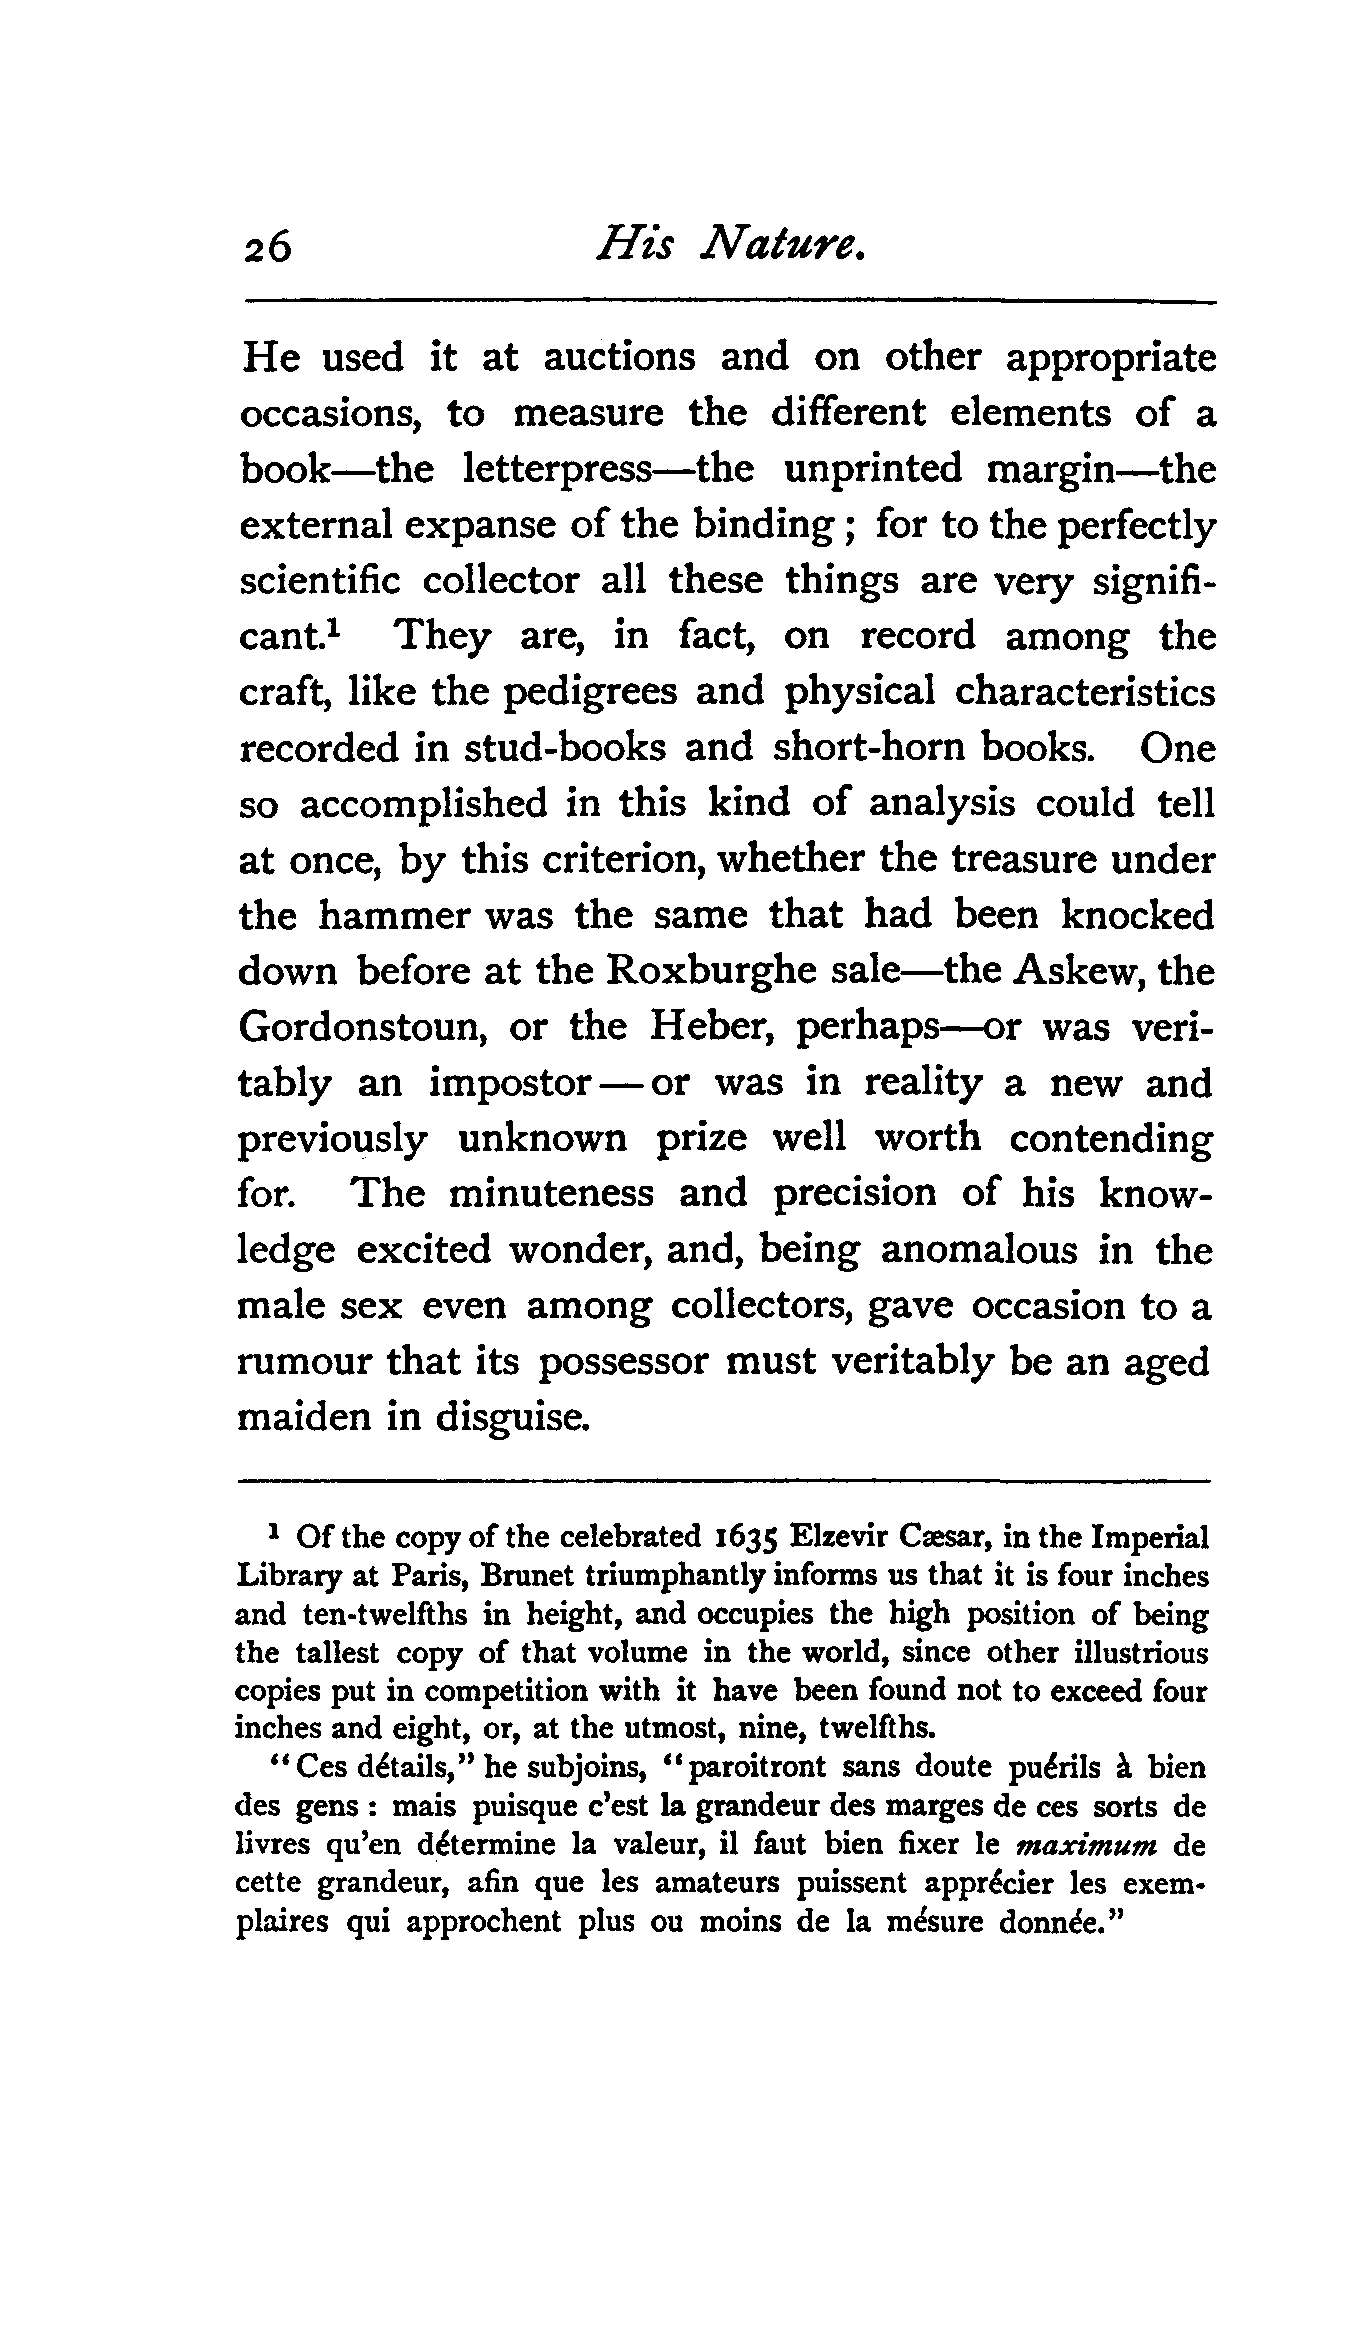 26 His Nature.
He used it at auctions and on other appropriate
occasions, to measure the different elements of a
book—the letterpress—the unprinted margin—the
external expanse of the binding ; for to the perfectly
scientific collector all these things are very signifi-
cant.¹ They are, in fact, on record among the
craft, like the pedigrees and physical characteristics
recorded in stud-books and short-horn books. One
so accomplished in this kind of analysis could tell
at once, by this criterion, whether the treasure under
the hammer was the same that had been knocked
down before at the Roxburghe sale—the Askew, the
Gordonstoun, or the Heber, perhaps—or was veri-
tably an impostor — or was in reality a new and
previously unknown prize well worth contending
for. The minuteness and precision of his know-
ledge excited wonder, and, being anomalous in the
male sex even among collectors, gave occasion to a
rumour that its possessor must veritably be an aged
maiden in disguise.
¹ Of the copy of the celebrated 1635 Elzevir Cæsar, in the Imperial
Library at Paris, Brunet triumphantly informs us that it is four inches
and ten-twelfths in height, and occupies the high position of being
the tallest copy of that volume in the world, since other illustrious
copies put in competition with it have been found not to exceed four
inches and eight, or, at the utmost, nine, twelfths.
“Ces détails,” he subjoins, “paroitront sans doute puérils à bien
des gens : mais puisque c’est la grandeur des marges de ces sorts de
livres qu’en détermine la valeur, il faut bien fixer le maximum de
cette grandeur, afin que les amateurs puissent apprécier les exem-
plaires qui approchent plus ou moins de la mésure donnée.”